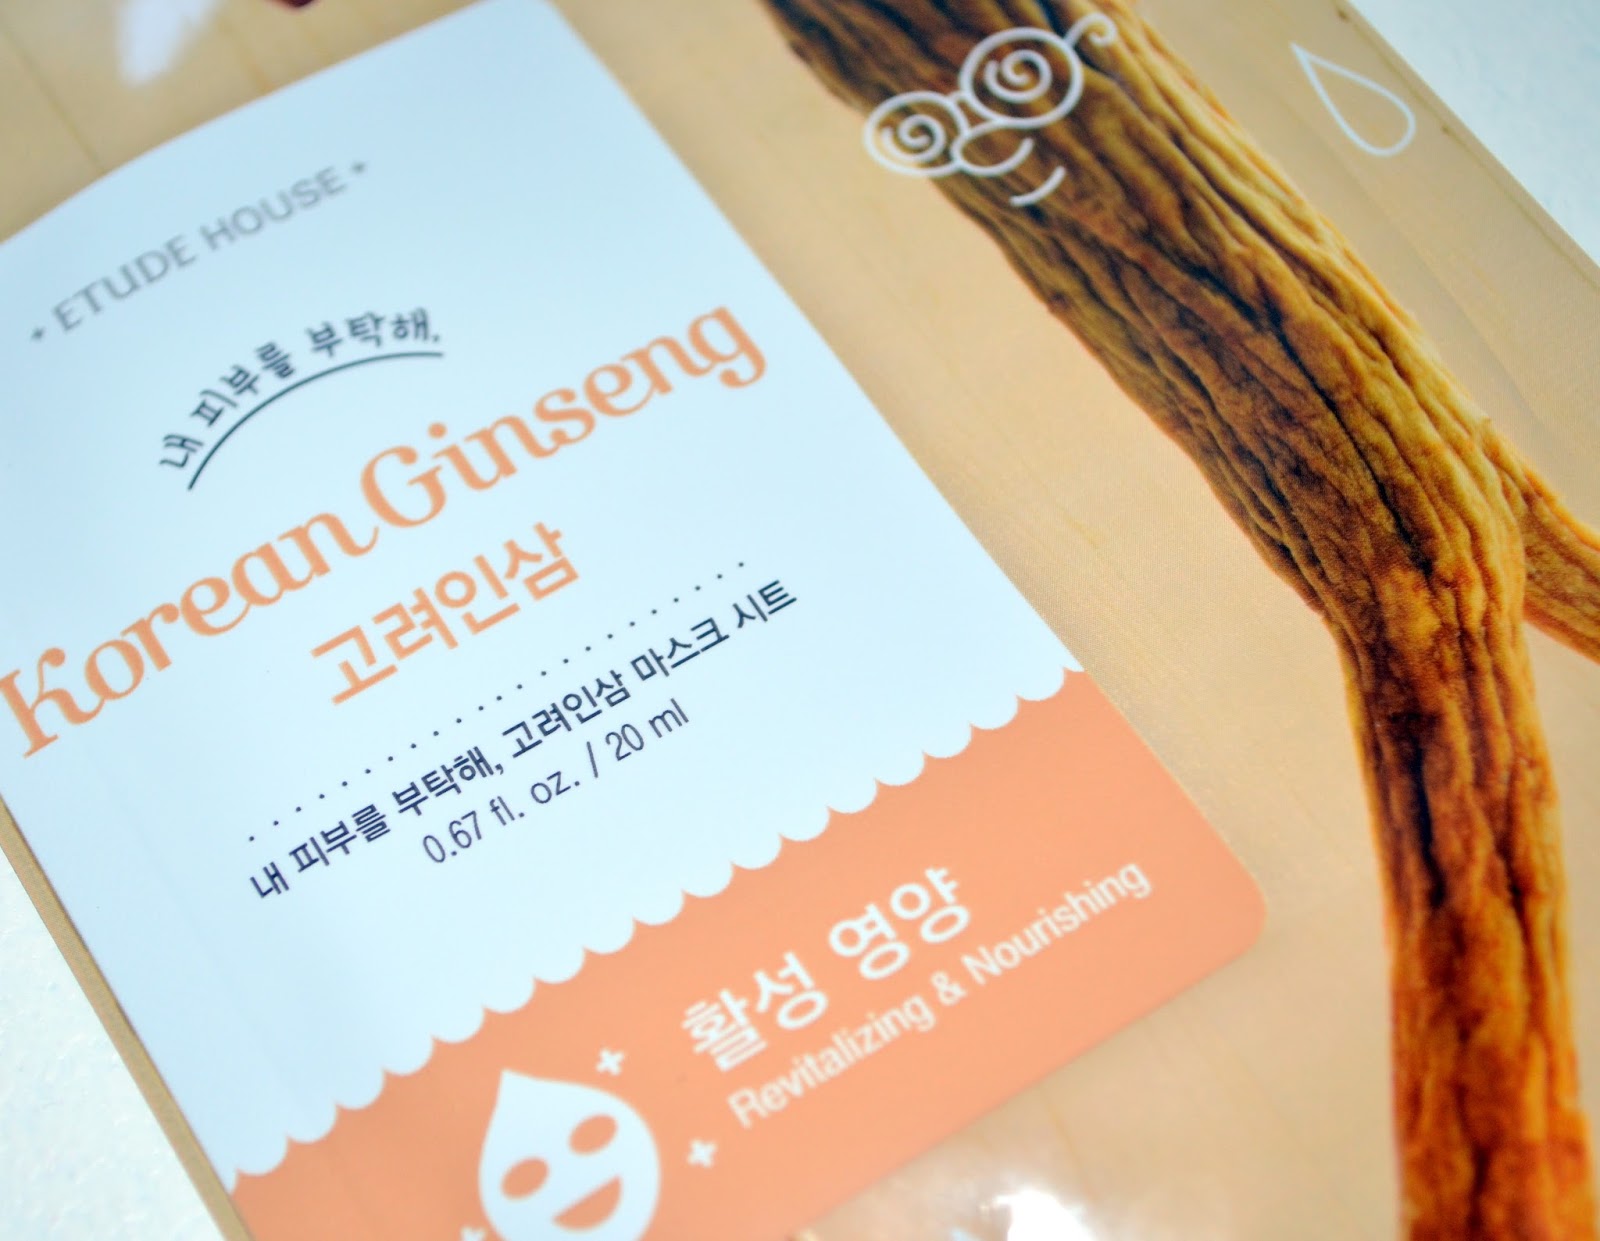 ETUDE HOUSE
내 피부를 부탁해.
Korean Ginseng
고려인삼
내 피부를 부탁해, 고려인삼 마스크 시트
0.67 fl. oz. / 20 ml
활성 영양
Revitalizing & Nourishing